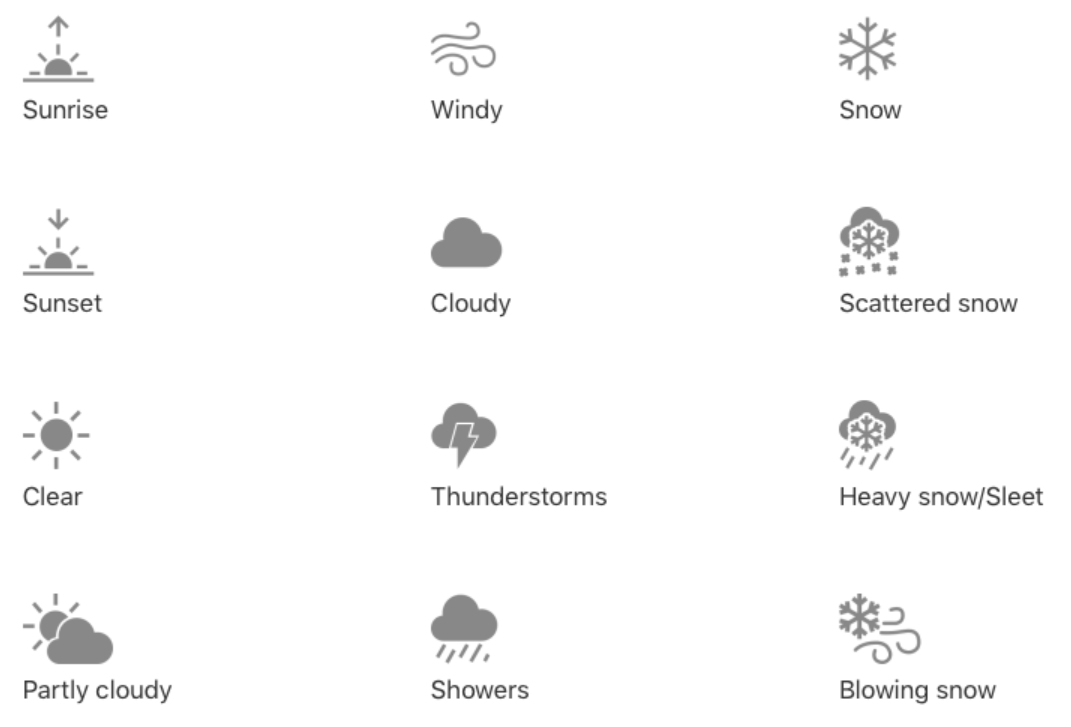 Sunrise
Windy
Snow
Sunset
Cloudy
Scattered snow
Clear
Thunderstorms
Heavy snow/Sleet
Partly cloudy
Showers
Blowing snow